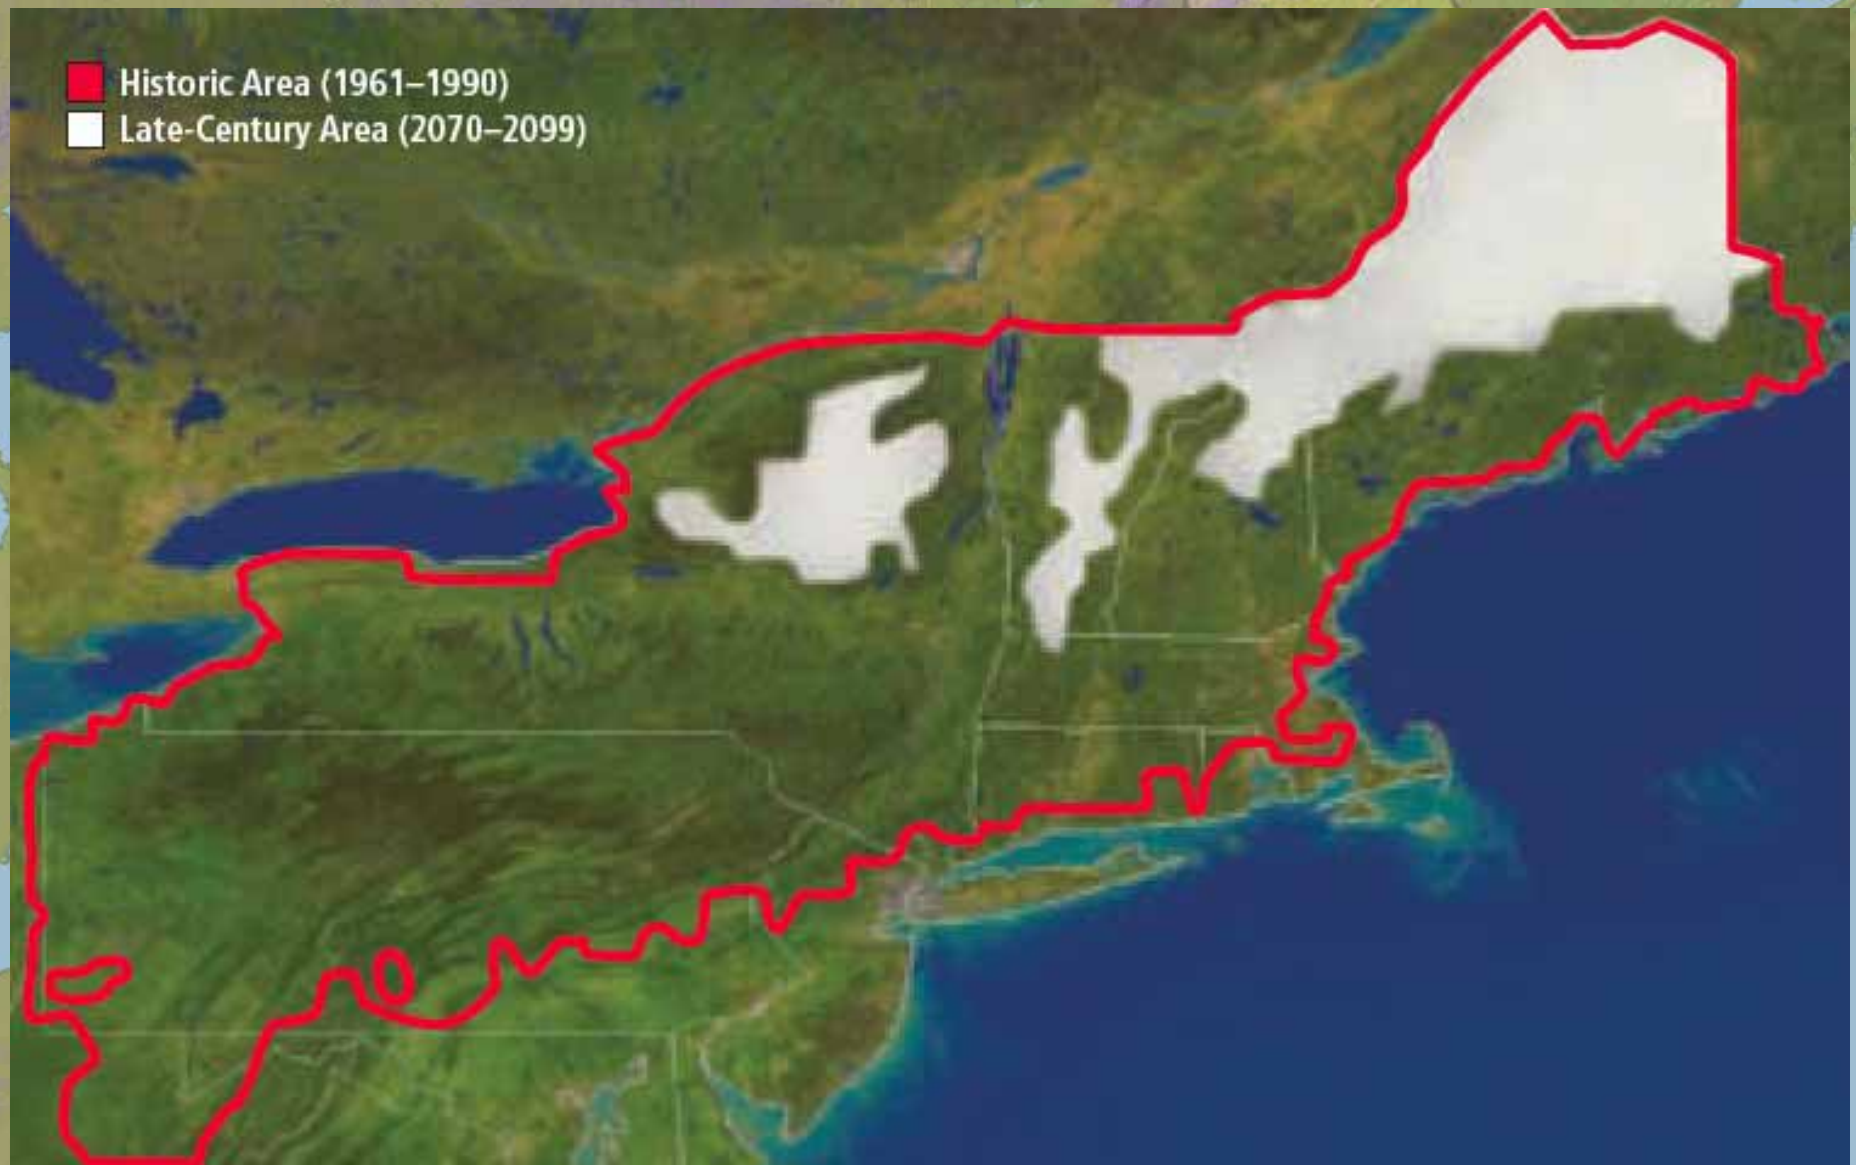 Historic Area (1961–1990)
Late-Century Area (2070–2099)